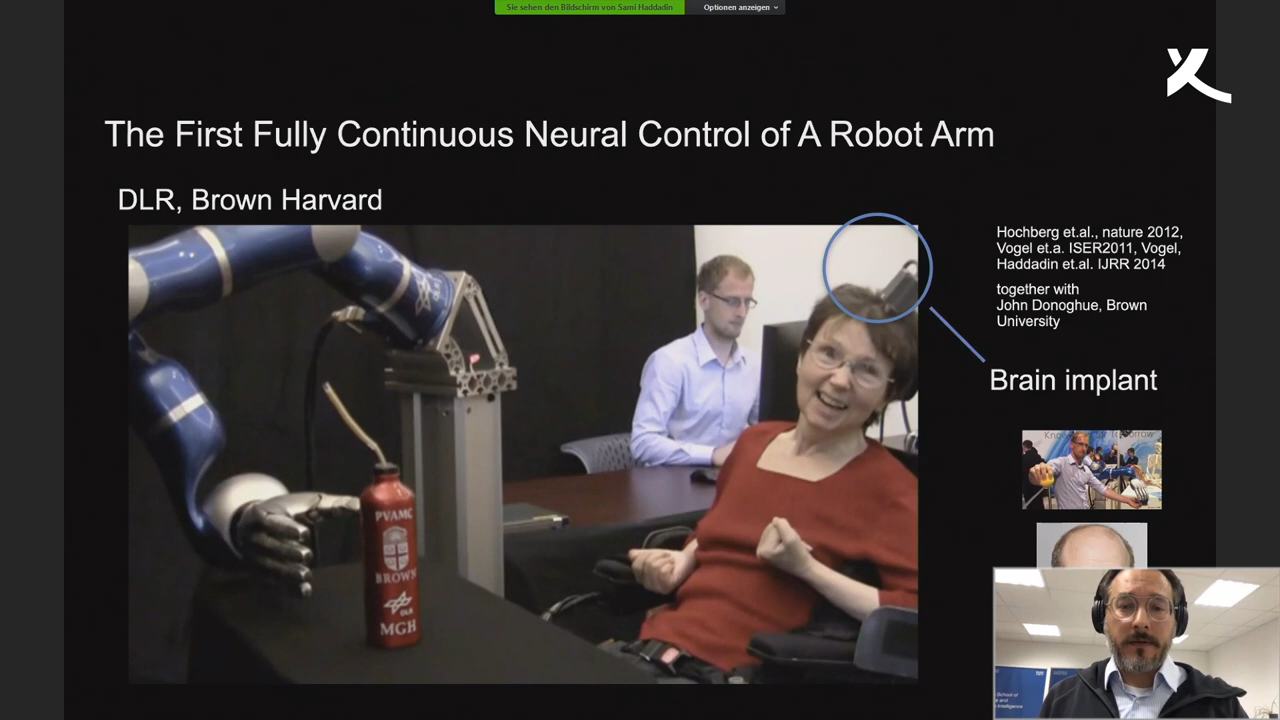 Sie sehen den Bildschirm von Sami Haddadin
Optionen anzeigen
The First Fully Continuous Neural Control of A Robot Arm
DLR, Brown Harvard
Hochberg et.al., nature 2012,
Vogel et.a. ISER2011, Vogel,
Haddadin et.al. IJRR 2014
together with
John Donoghue, Brown
University
Brain implant
PVAMC
BROWN
DLR
MGH